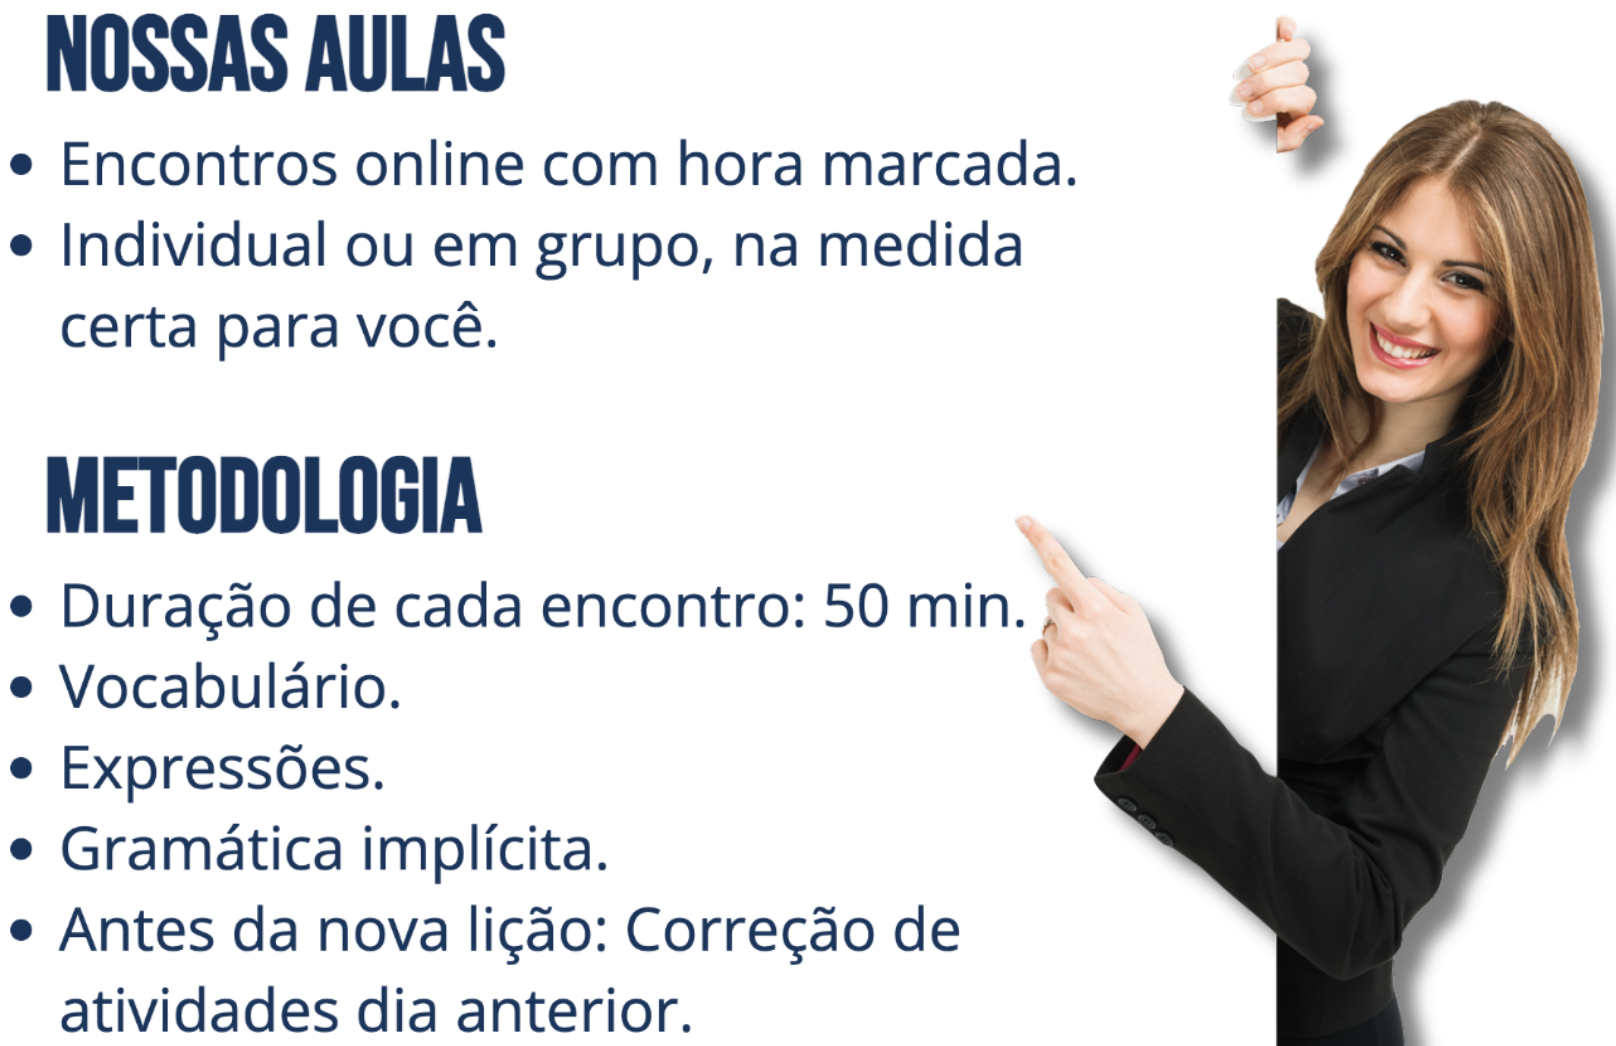 NOSSAS AULAS
• Encontros online com hora marcada.
• Individual ou em grupo, na medida
certa para você.
METODOLOGIA
• Duração de cada encontro: 50 min.
• Vocabulário.
• Expressões.
• Gramática implícita.
• Antes da nova lição: Correção de
atividades dia anterior.